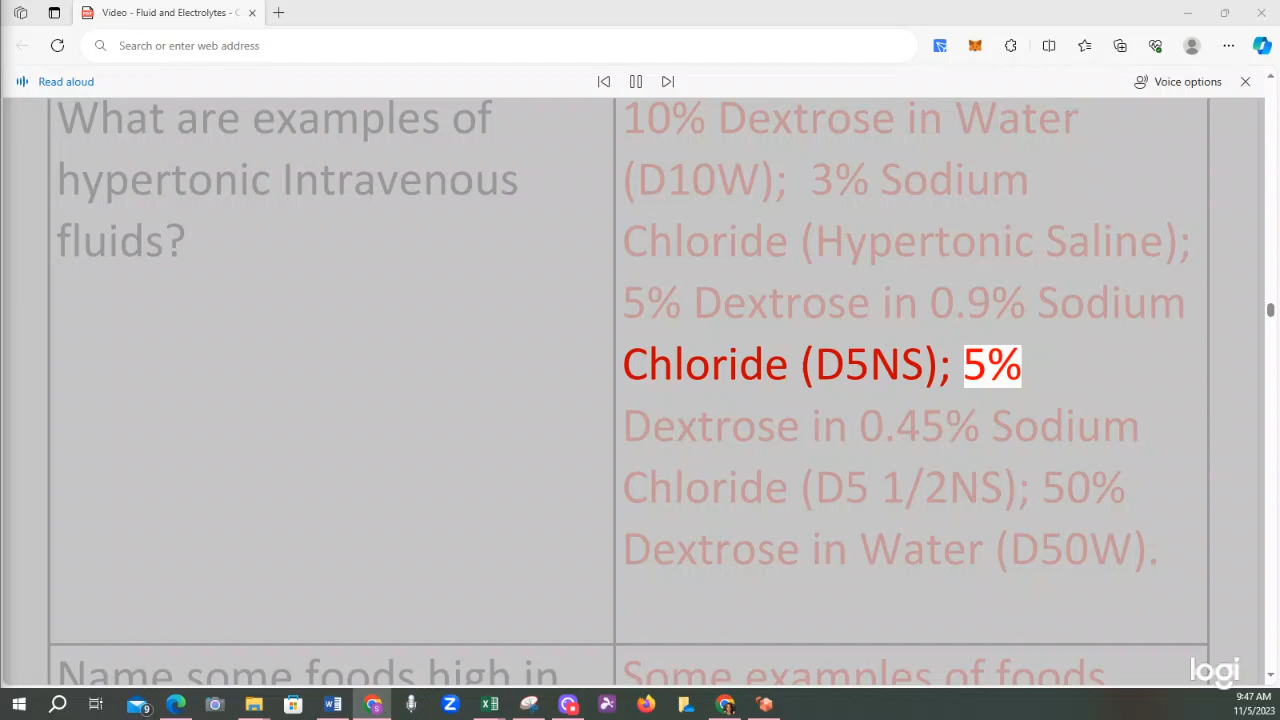 Video - Fluid and Electrolytes - C
Search or enter web address
Read aloud
Voice options
What are examples of
hypertonic Intravenous
fluids?
10% Dextrose in Water
(D10W);  3% Sodium
Chloride (Hypertonic Saline);
5% Dextrose in 0.9% Sodium
Chloride (D5NS); 5%
Dextrose in 0.45% Sodium
Chloride (D5 1/2NS); 50%
Dextrose in Water (D50W).
Name some foods high in
Some examples of foods
logi
9:47 AM
11/5/2023